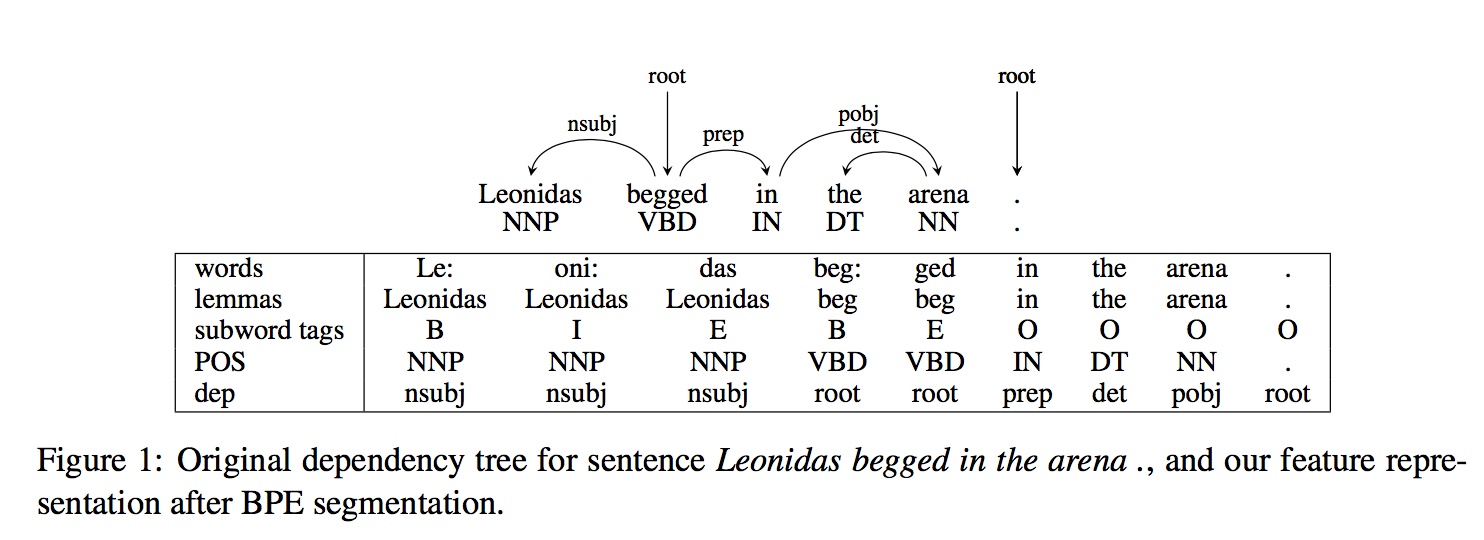 root root
nsubj prep pobj
det
Leonidas begged in the arena .
NNP VBD IN DT NN .
words Le: oni: das beg: ged in the arena .
lemmas Leonidas Leonidas Leonidas beg beg in the arena .
subword tags B I E B E O O O O
POS NNP NNP NNP VBD VBD IN DT NN .
dep nsubj nsubj nsubj root root prep det pobj root
Figure 1: Original dependency tree for sentence Leonidas begged in the arena ., and our feature repre-
sentation after BPE segmentation.